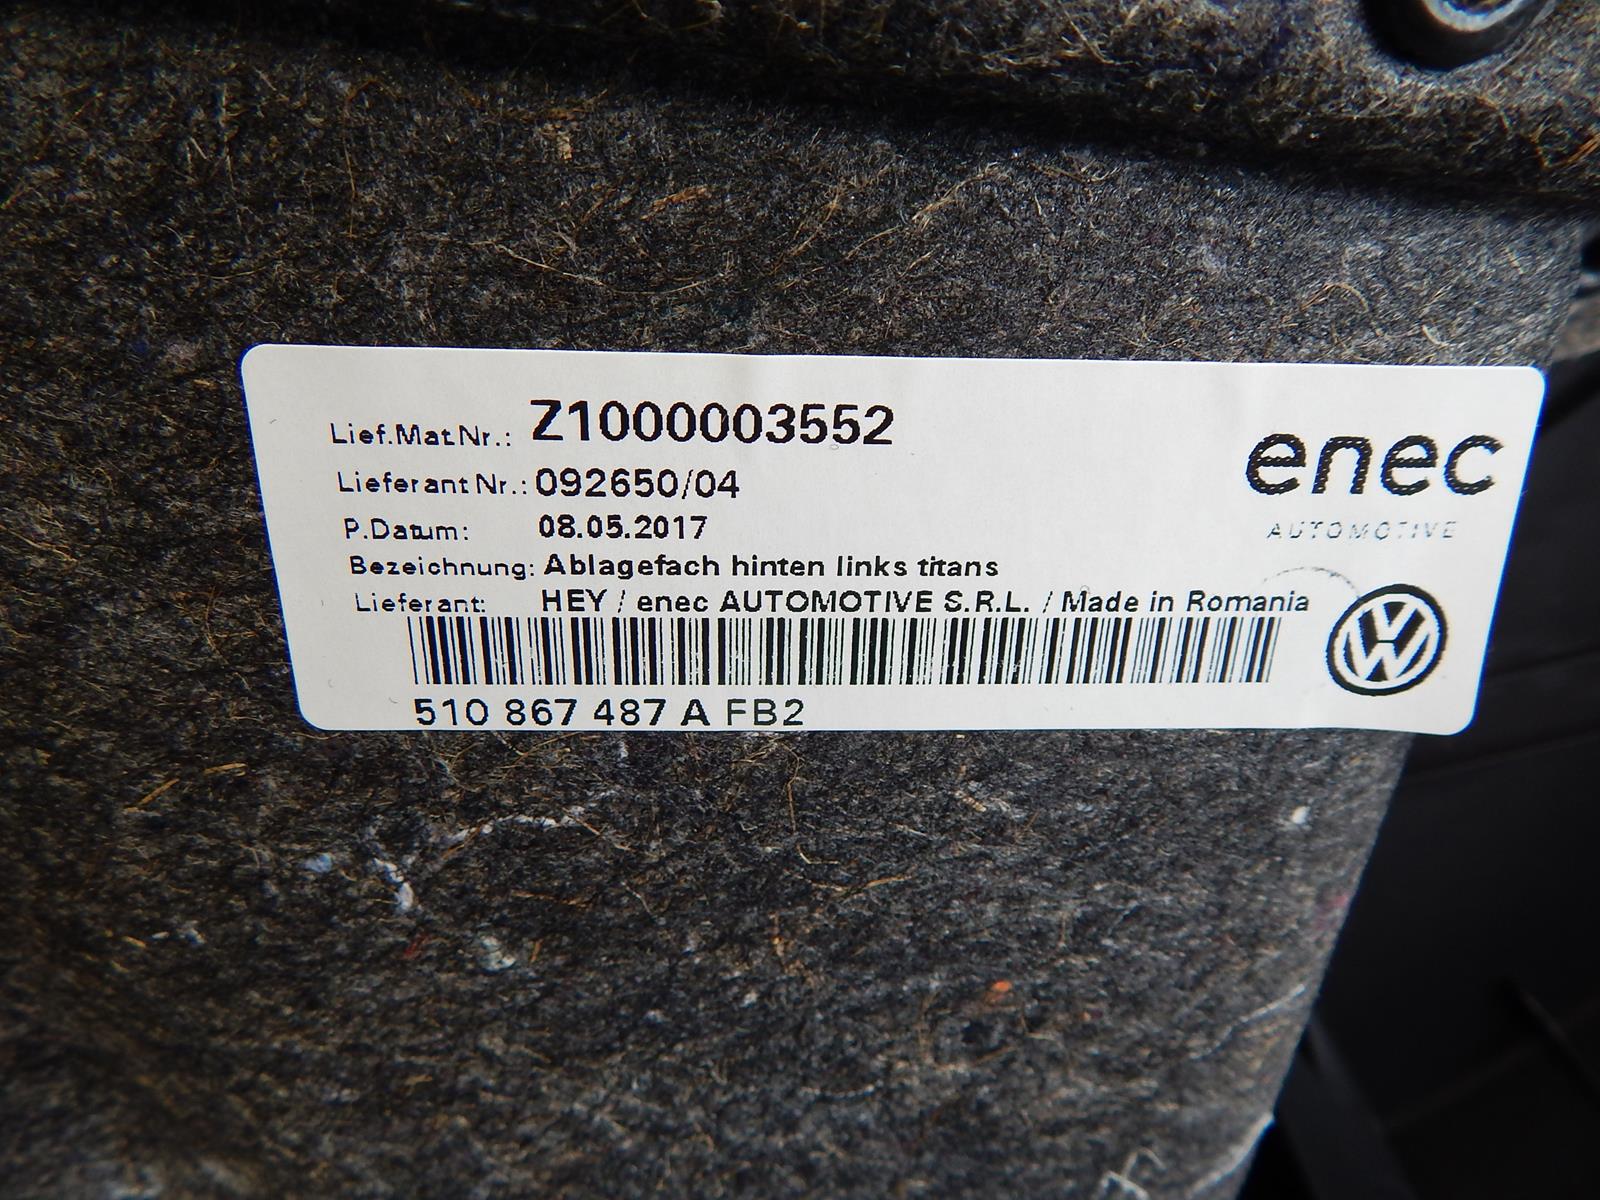 Lief.Mat.Nr.: Z1000003552
Lieferant Nr.: 092650/04
P.Datum: 08.05.2017
Bezeichnung: Ablagefach hinten links titans
Lieferant: HEY / enec AUTOMOTIVE S.R.L. / Made in Romania
510 867 487 A FB2
enec
AUTOMOTIVE
VW